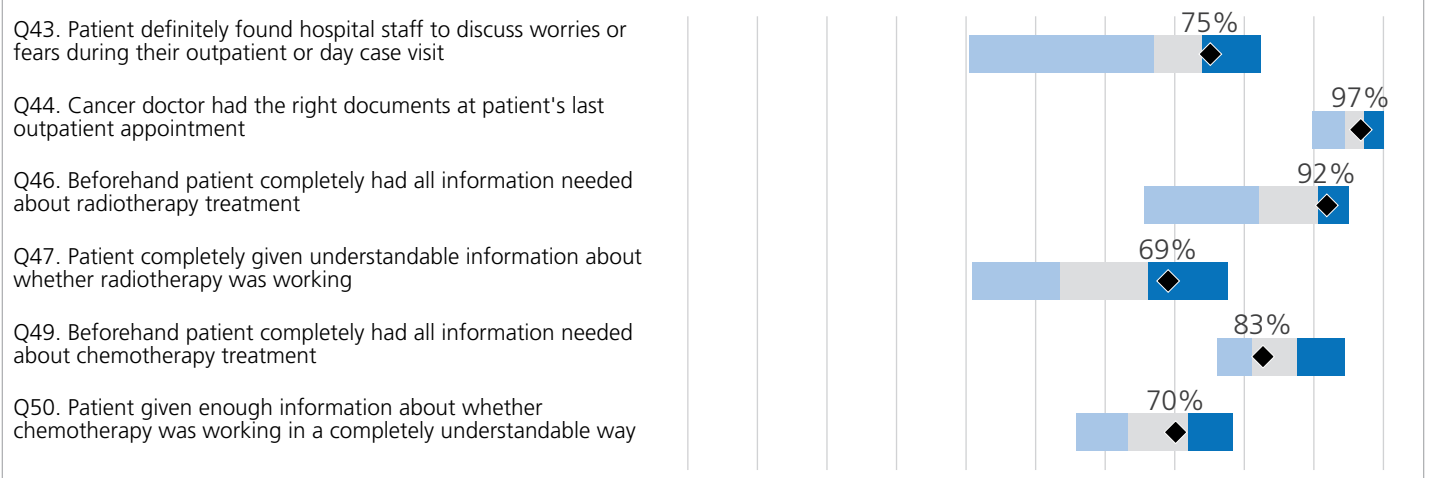 Q43. Patient definitely found hospital staff to discuss worries or
fears during their outpatient or day case visit
75%
Q44. Cancer doctor had the right documents at patient's last
outpatient appointment
97%
Q46. Beforehand patient completely had all information needed
about radiotherapy treatment
92%
Q47. Patient completely given understandable information about
whether radiotherapy was working
69%
Q49. Beforehand patient completely had all information needed
about chemotherapy treatment
83%
Q50. Patient given enough information about whether
chemotherapy was working in a completely understandable way
70%